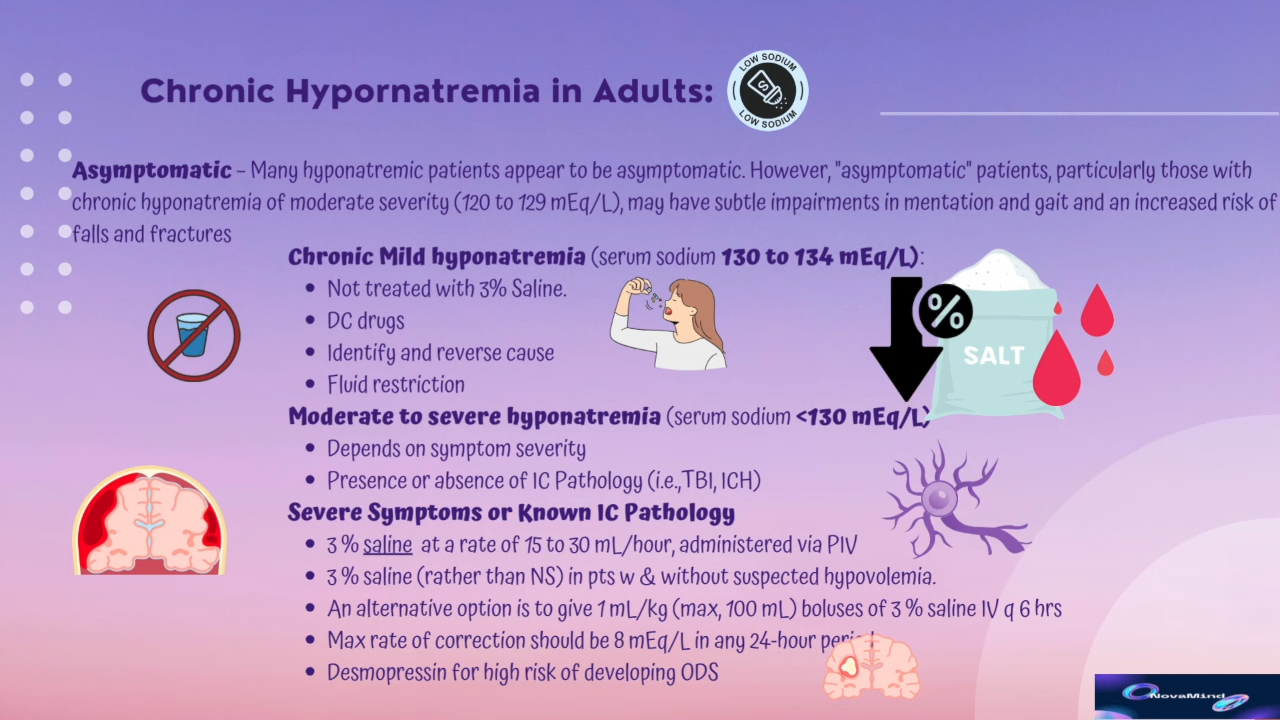 Chronic Hypornatremia in Adults:
LOW SODIUM
S
LOW SODIUM
Asymptomatic – Many hyponatremic patients appear to be asymptomatic. However, "asymptomatic" patients, particularly those with
chronic hyponatremia of moderate severity (120 to 129 mEq/L), may have subtle impairments in mentation and gait and an increased risk of
falls and fractures
Chronic Mild hyponatremia (serum sodium 130 to 134 mEq/L):
• Not treated with 3% Saline.
• DC drugs
• Identify and reverse cause
• Fluid restriction
%
SALT
Moderate to severe hyponatremia (serum sodium <130 mEq/L)
• Depends on symptom severity
• Presence or absence of IC Pathology (i.e.,TBI, ICH)
Severe Symptoms or Known IC Pathology
• 3 % saline at a rate of 15 to 30 mL/hour, administered via PIV
• 3 % saline (rather than NS) in pts w & without suspected hypovolemia.
• An alternative option is to give 1 mL/kg (max, 100 mL) boluses of 3 % saline IV q 6 hrs
• Max rate of correction should be 8 mEq/L in any 24-hour period
• Desmopressin for high risk of developing ODS
NovaMind